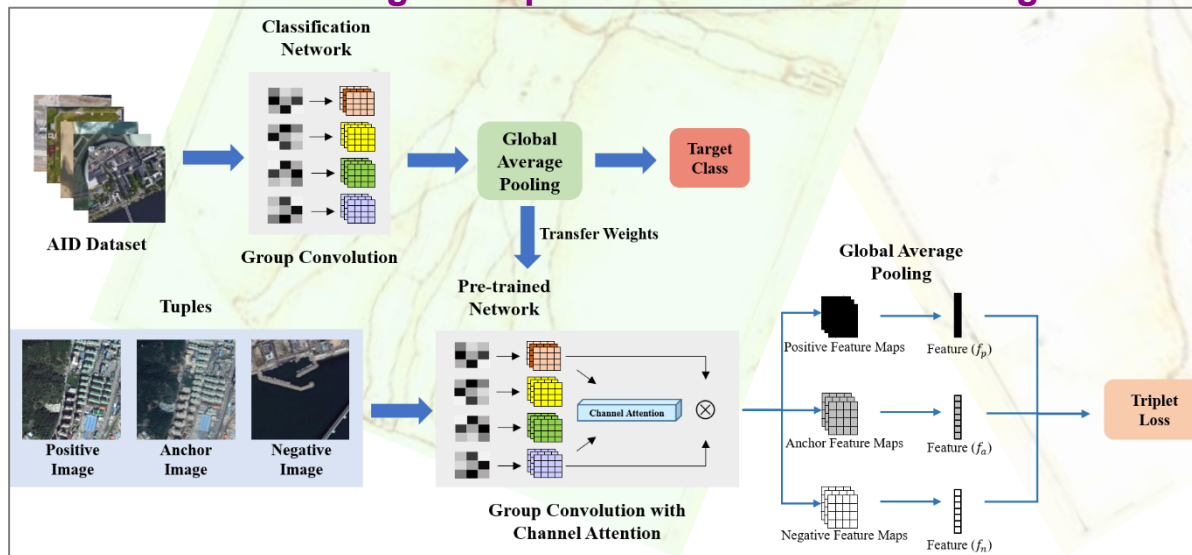 Classification
Network
Global
Average
Pooling
Target
Class
AID Dataset
Group Convolution
Transfer Weights
Pre-trained
Network
Global Average
Pooling
Tuples
Positive Feature Maps
Feature (fₚ)
Channel Attention
Triplet
Loss
Anchor Feature Maps
Feature (fₐ)
Positive
Image
Anchor
Image
Negative
Image
Group Convolution with
Channel Attention
Negative Feature Maps
Feature (fₙ)